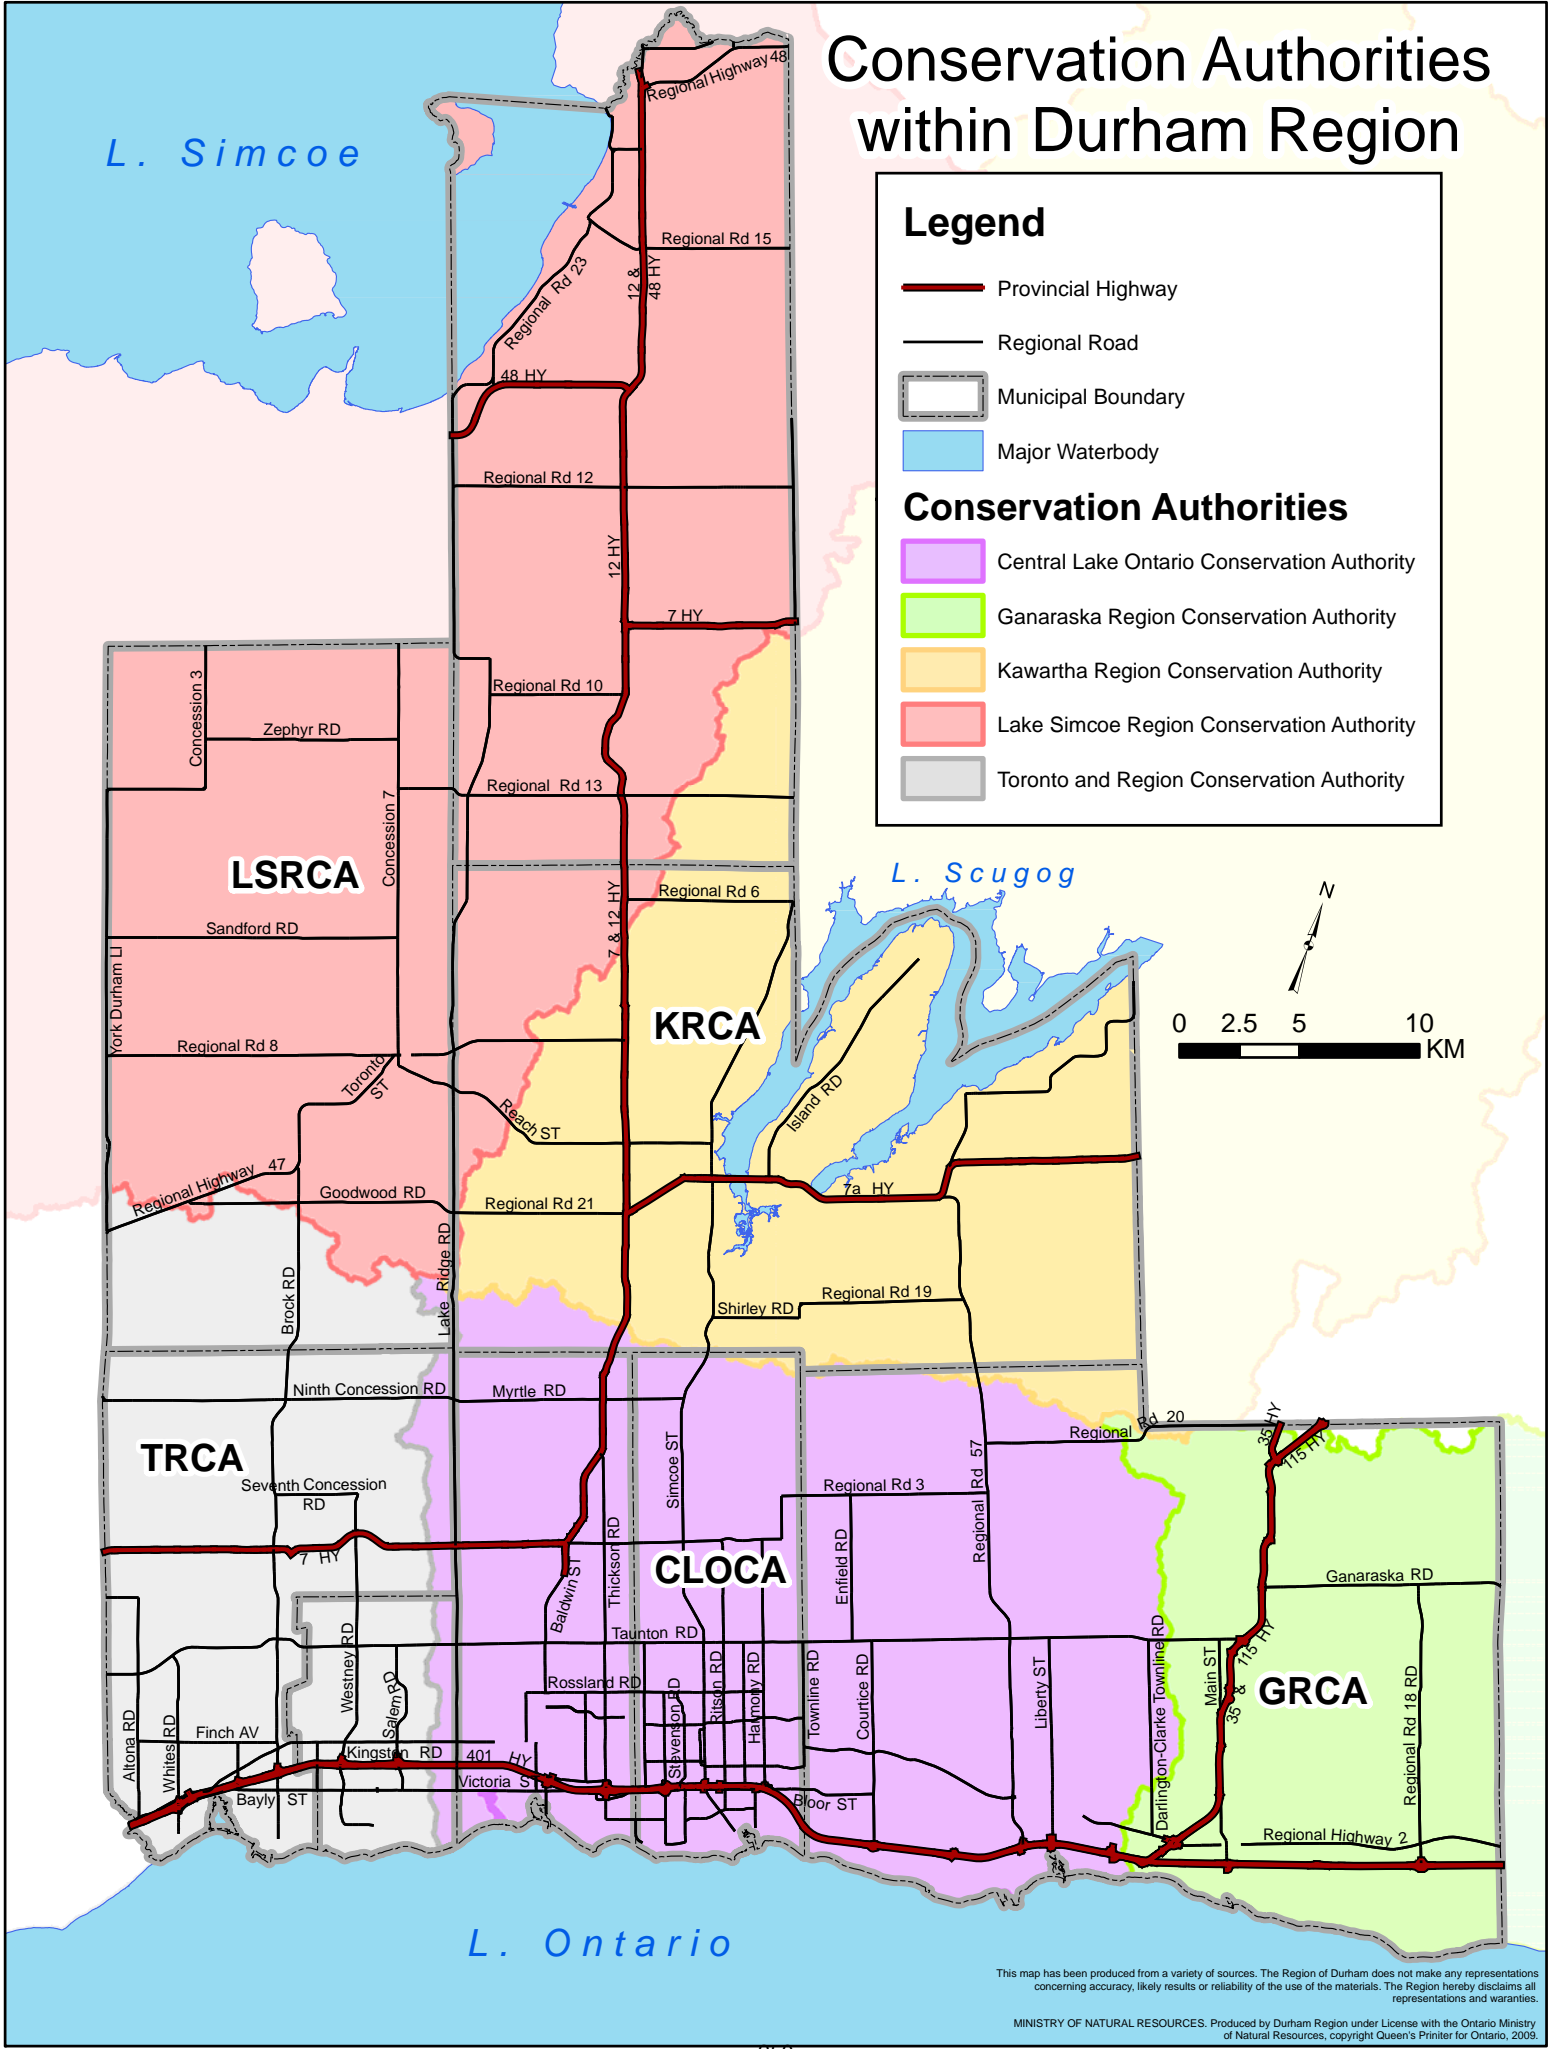 Conservation Authorities
within Durham Region
Legend
Provincial Highway
Regional Road
Municipal Boundary
Major Waterbody
Conservation Authorities
Central Lake Ontario Conservation Authority
Ganaraska Region Conservation Authority
Kawartha Region Conservation Authority
Lake Simcoe Region Conservation Authority
Toronto and Region Conservation Authority
L. Simcoe
Regional Highway 48
Regional Rd 15
12 &
48 HY
Regional Rd 23
48 HY
Regional Rd 12
12 HY
7 HY
Regional Rd 10
Concession 3
Zephyr RD
Regional Rd 13
Concession 7
LSRCA
L. Scugog
7 & 12 HY
Regional Rd 6
N
Sandford RD
York Durham LI
KRCA
0 2.5 5 10
KM
Regional Rd 8
Toronto
ST
Island RD
Reach ST
Regional Highway 47
Goodwood RD
Regional Rd 21
7a HY
Lake Ridge RD
Brock RD
Regional Rd 19
Shirley RD
Ninth Concession RD
Myrtle RD
Regional Rd 20
35 HY
115 HY
TRCA
Simcoe ST
Regional Rd 57
Seventh Concession
RD
Regional Rd 3
7 HY
Thickson RD
CLOCA
Enfield RD
Baldwin ST
Ganaraska RD
Taunton RD
Westney RD
Salem RD
Rossland RD
Stevenson RD
Ritson RD
Harmony RD
Townline RD
Courtice RD
Liberty ST
Darlington-Clarke Townline RD
Main ST
35 &
115 HY
GRCA
Regional Rd 18 RD
Altona RD
Whites RD
Finch AV
Kingston RD
401 HY
Victoria S
Bayly ST
Bloor ST
Regional Highway 2
L. Ontario
This map has been produced from a variety of sources. The Region of Durham does not make any representations
concerning accuracy, likely results or reliability of the use of the materials. The Region hereby disclaims all
representations and waranties.
MINISTRY OF NATURAL RESOURCES. Produced by Durham Region under License with the Ontario Ministry
of Natural Resources, copyright Queen's Priniter for Ontario, 2009.